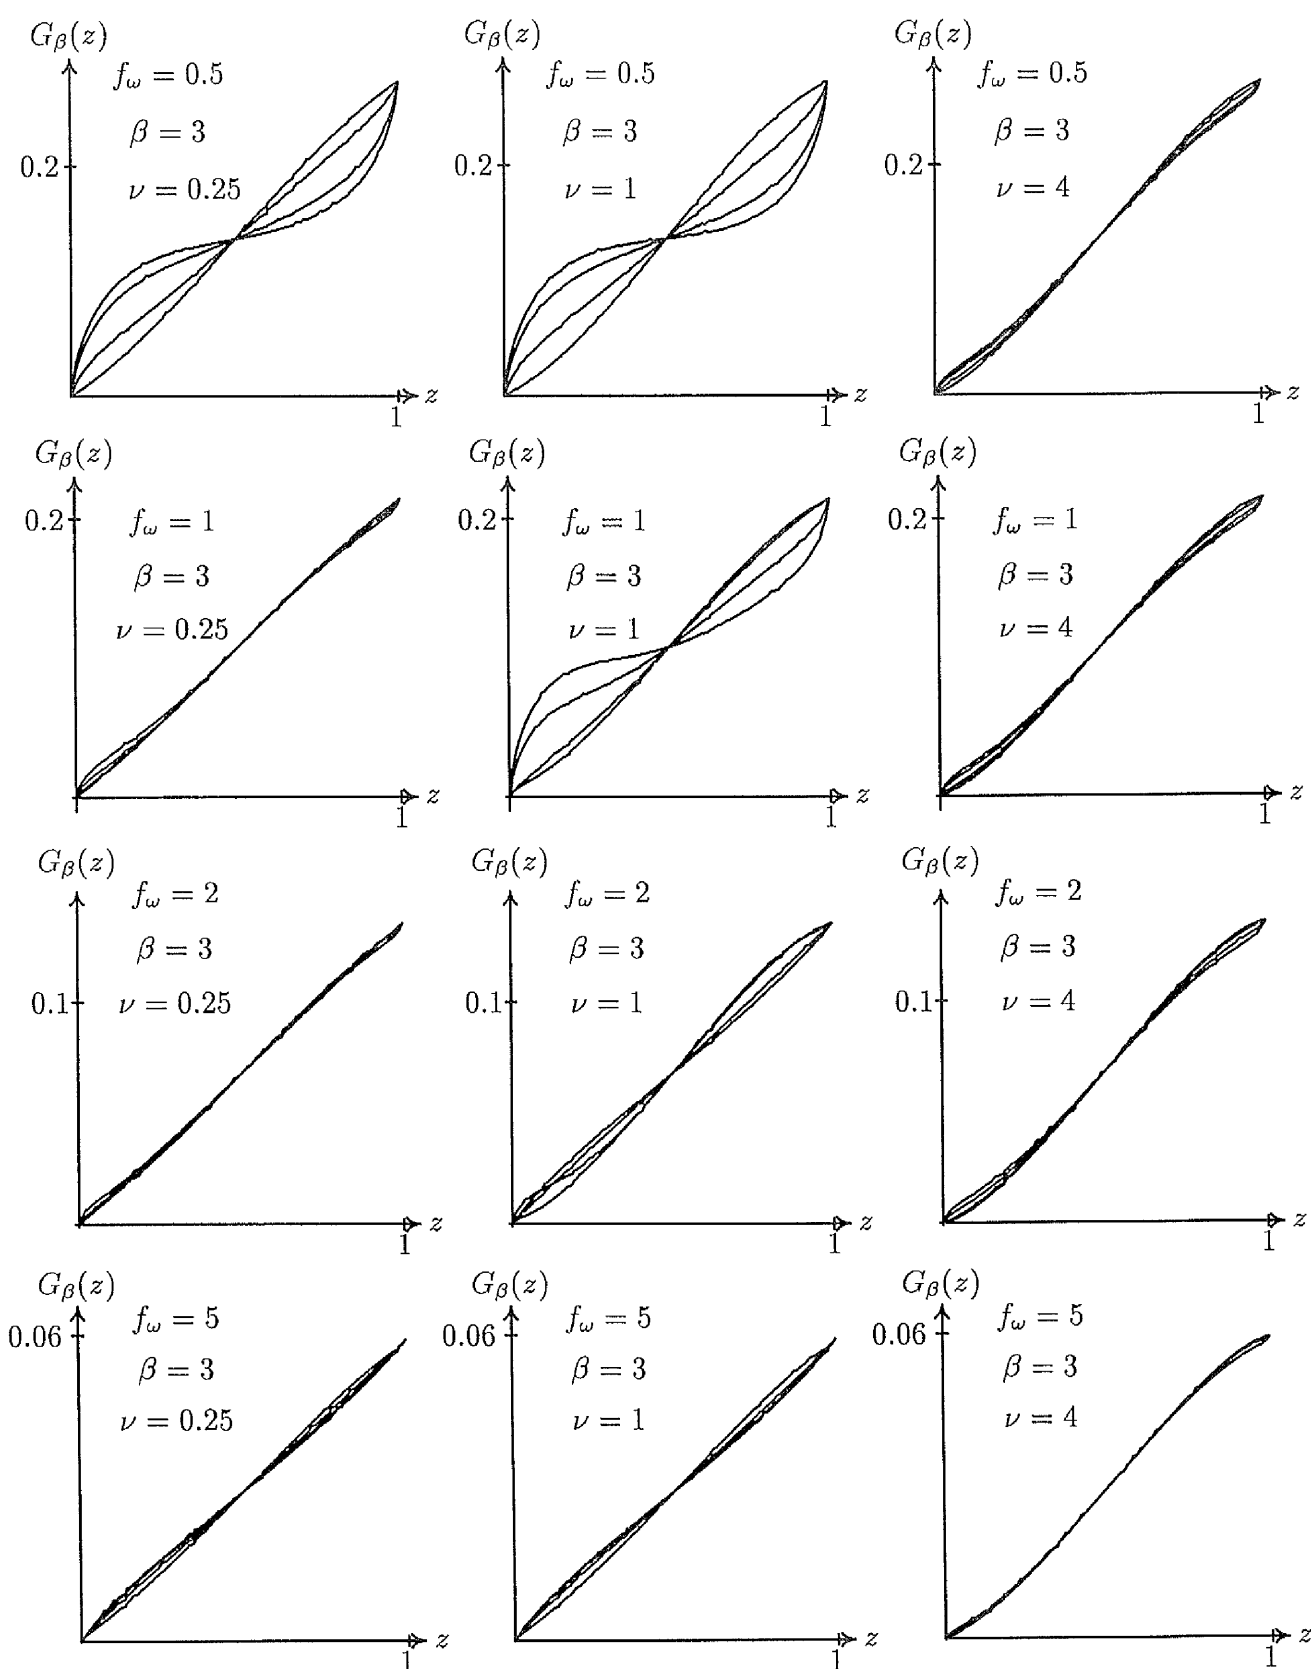 G_β(z)
f_ω = 0.5
β = 3
0.2
ν = 0.25
z
1
G_β(z)
f_ω = 0.5
β = 3
0.2
ν = 1
z
1
G_β(z)
f_ω = 0.5
β = 3
0.2
ν = 4
z
1
G_β(z)
f_ω = 1
0.2
β = 3
ν = 0.25
z
1
G_β(z)
f_ω = 1
0.2
β = 3
ν = 1
z
1
G_β(z)
f_ω = 1
0.2
β = 3
ν = 4
z
1
G_β(z)
f_ω = 2
β = 3
0.1
ν = 0.25
z
1
G_β(z)
f_ω = 2
β = 3
0.1
ν = 1
z
1
G_β(z)
f_ω = 2
β = 3
0.1
ν = 4
z
1
G_β(z)
f_ω = 5
0.06
β = 3
ν = 0.25
z
1
G_β(z)
f_ω = 5
0.06
β = 3
ν = 1
z
1
G_β(z)
f_ω = 5
0.06
β = 3
ν = 4
z
1